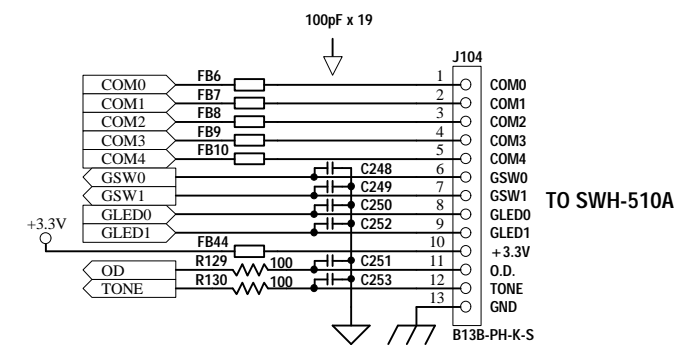 100pF x 19
J104
COM0 FB6 1 COM0
COM1 FB7 2 COM1
COM2 FB8 3 COM2
COM3 FB9 4 COM3
COM4 FB10 5 COM4
GSW0 C248 6 GSW0
GSW1 C249 7 GSW1
TO SWH-510A
GLED0 C250 8 GLED0
GLED1 C252 9 GLED1
+3.3V FB44 10 +3.3V
OD R129 100 C251 11 O.D.
TONE R130 100 C253 12 TONE
13 GND
B13B-PH-K-S